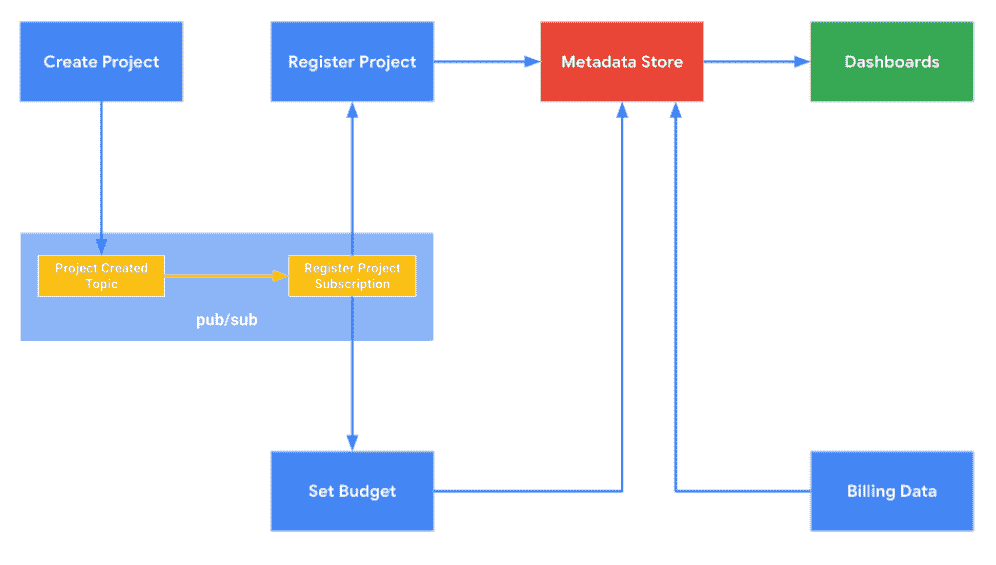 Create Project
Register Project
Metadata Store
Dashboards
Project Created
Topic
Register Project
Subscription
pub/sub
Set Budget
Billing Data